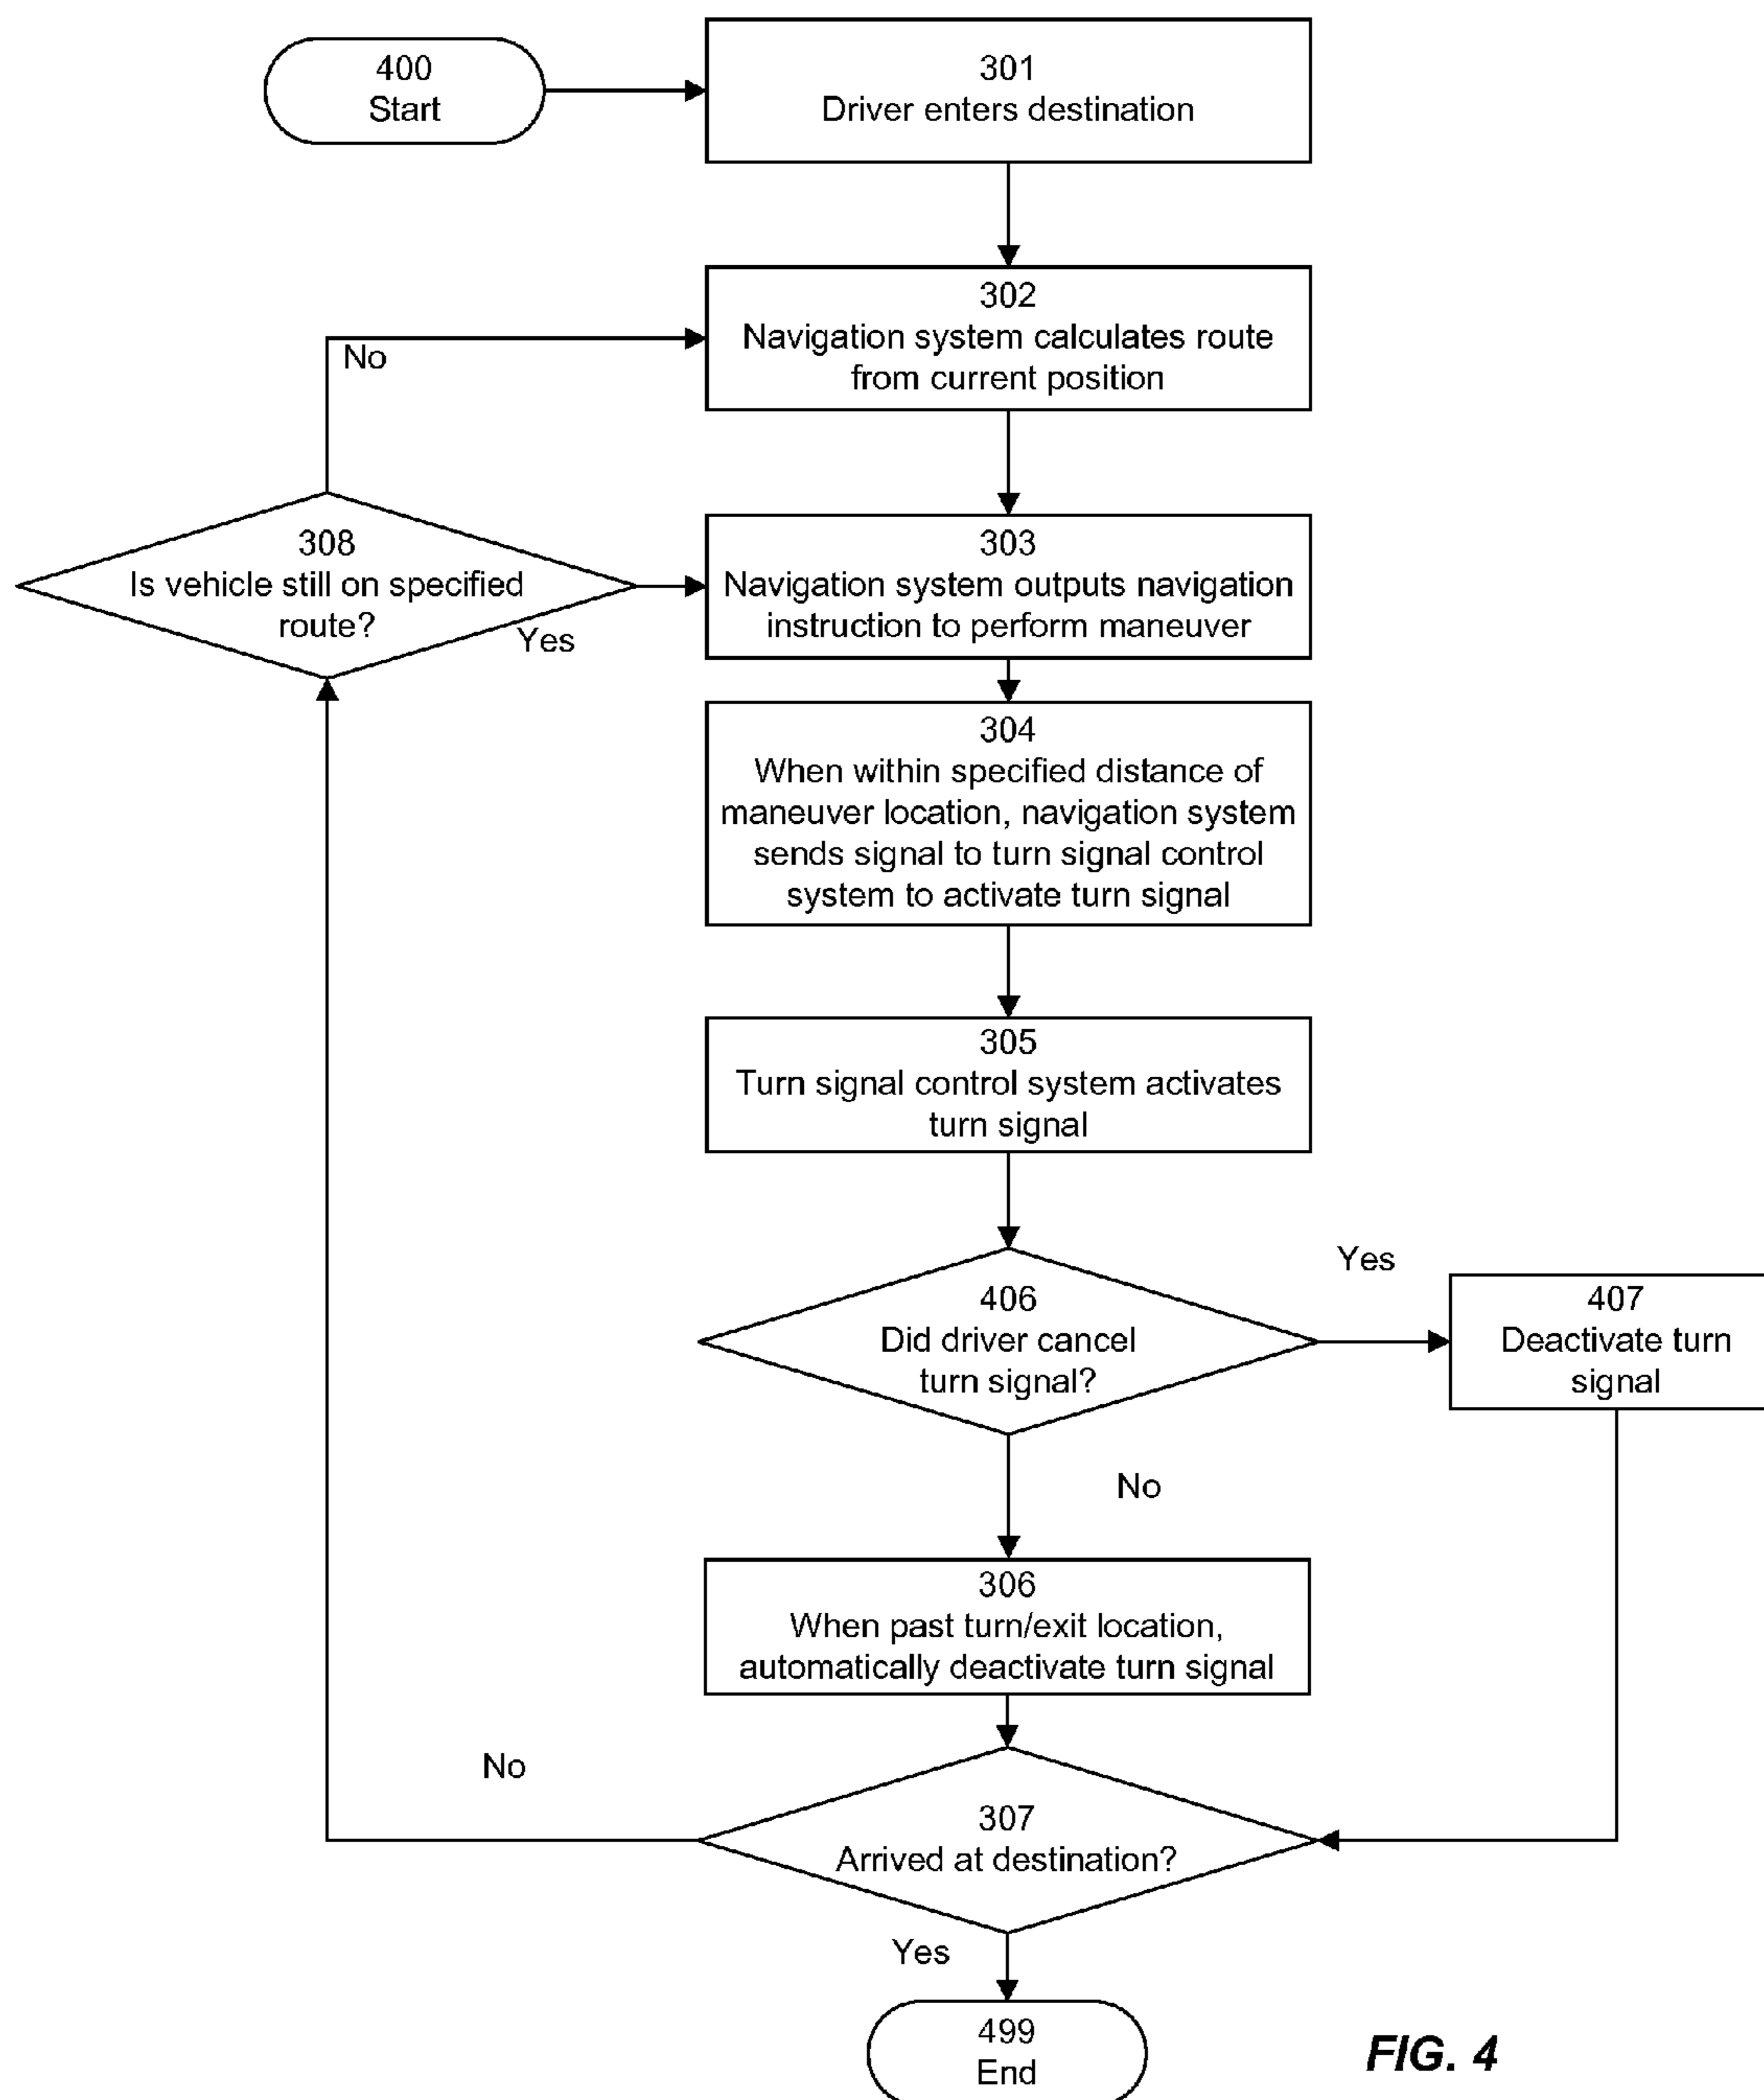 400
Start
301
Driver enters destination
302
Navigation system calculates route
from current position
No
308
Is vehicle still on specified
route?
Yes
303
Navigation system outputs navigation
instruction to perform maneuver
304
When within specified distance of
maneuver location, navigation system
sends signal to turn signal control
system to activate turn signal
305
Turn signal control system activates
turn signal
406
Did driver cancel
turn signal?
Yes
407
Deactivate turn
signal
No
306
When past turn/exit location,
automatically deactivate turn signal
No
307
Arrived at destination?
Yes
499
End
FIG. 4